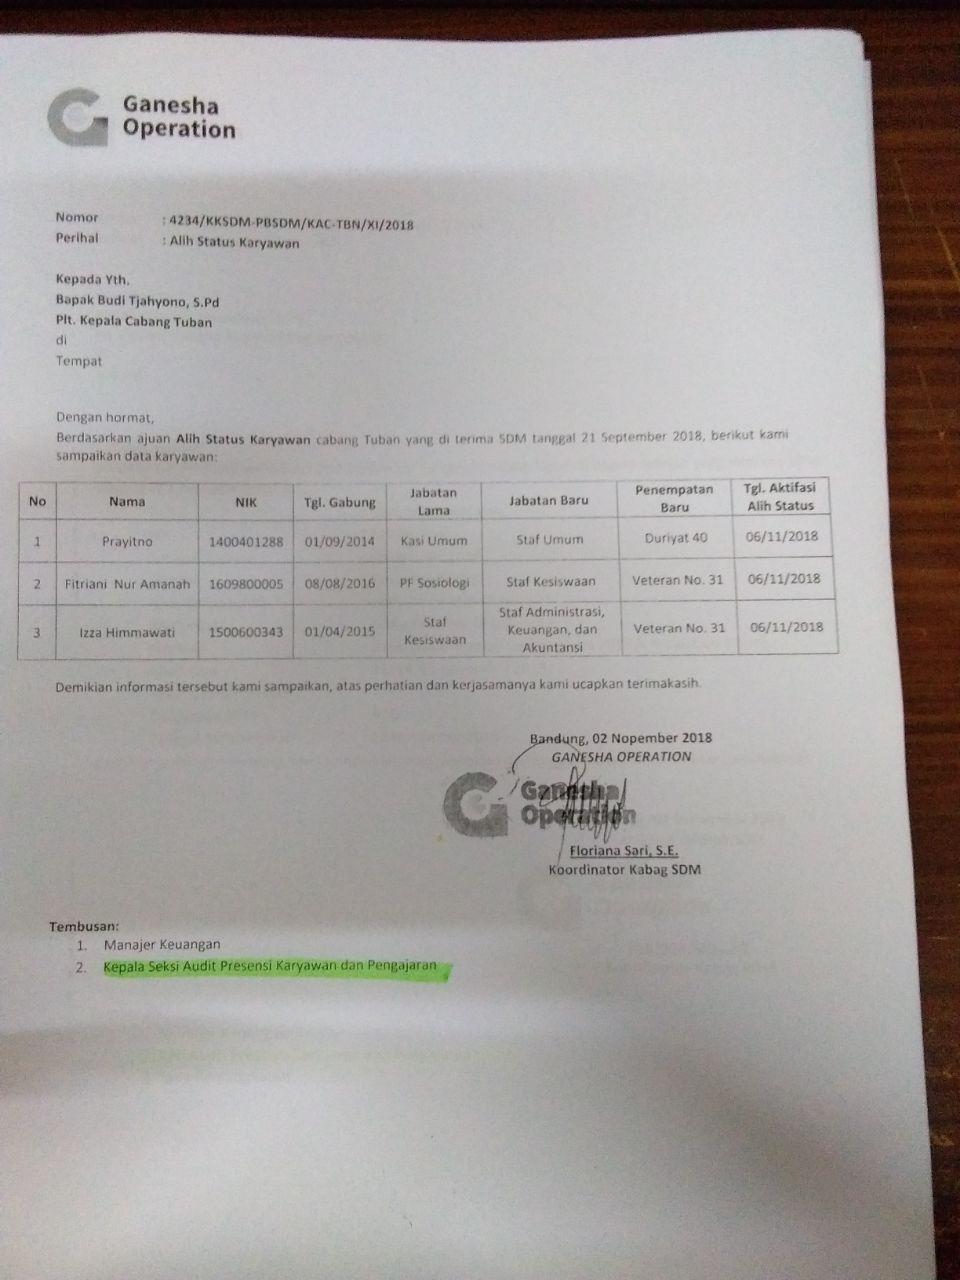 Ganesha
Operation
Nomor : 4234/KKSDM-PBSDM/KAC-TBN/XI/2018
Perihal : Alih Status Karyawan
Kepada Yth.
Bapak Budi Tjahyono, S.Pd
Plt. Kepala Cabang Tuban
di
Tempat
Dengan hormat,
Berdasarkan ajuan Alih Status Karyawan cabang Tuban yang di terima SDM tanggal 21 September 2018, berikut kami
sampaikan data karyawan:
No Nama NIK Tgl. Gabung Jabatan Lama Jabatan Baru Penempatan Baru Tgl. Aktifasi Alih Status
1 Prayitno 1400401288 01/09/2014 Kasi Umum Staf Umum Duriyat 40 06/11/2018
2 Fitriani Nur Amanah 1609800005 08/08/2016 PF Sosiologi Staf Kesiswaan Veteran No. 31 06/11/2018
3 Izza Himmawati 1500600343 01/04/2015 Staf Kesiswaan Staf Administrasi, Keuangan, dan Akuntansi Veteran No. 31 06/11/2018
Demikian informasi tersebut kami sampaikan, atas perhatian dan kerjasamanya kami ucapkan terimakasih.
Bandung, 02 Nopember 2018
GANESHA OPERATION
Ganesha
Operation
Floriana Sari, S.E.
Koordinator Kabag SDM
Tembusan:
1. Manajer Keuangan
2. Kepala Seksi Audit Presensi Karyawan dan Pengajaran